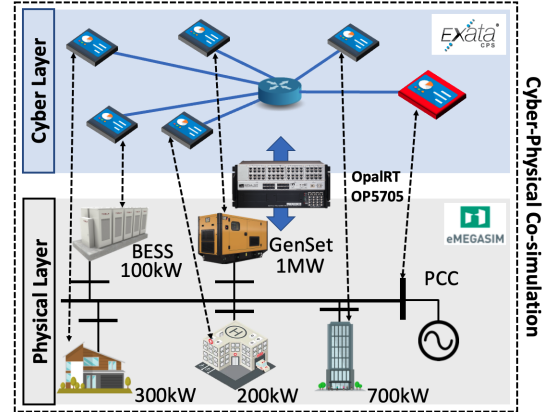 Cyber Layer
EXata
CPS
Cyber-Physical Co-simulation
OpalRT
OP5705
Physical Layer
eMEGASIM
BESS
100kW
GenSet
1MW
PCC
H
300kW
200kW
700kW